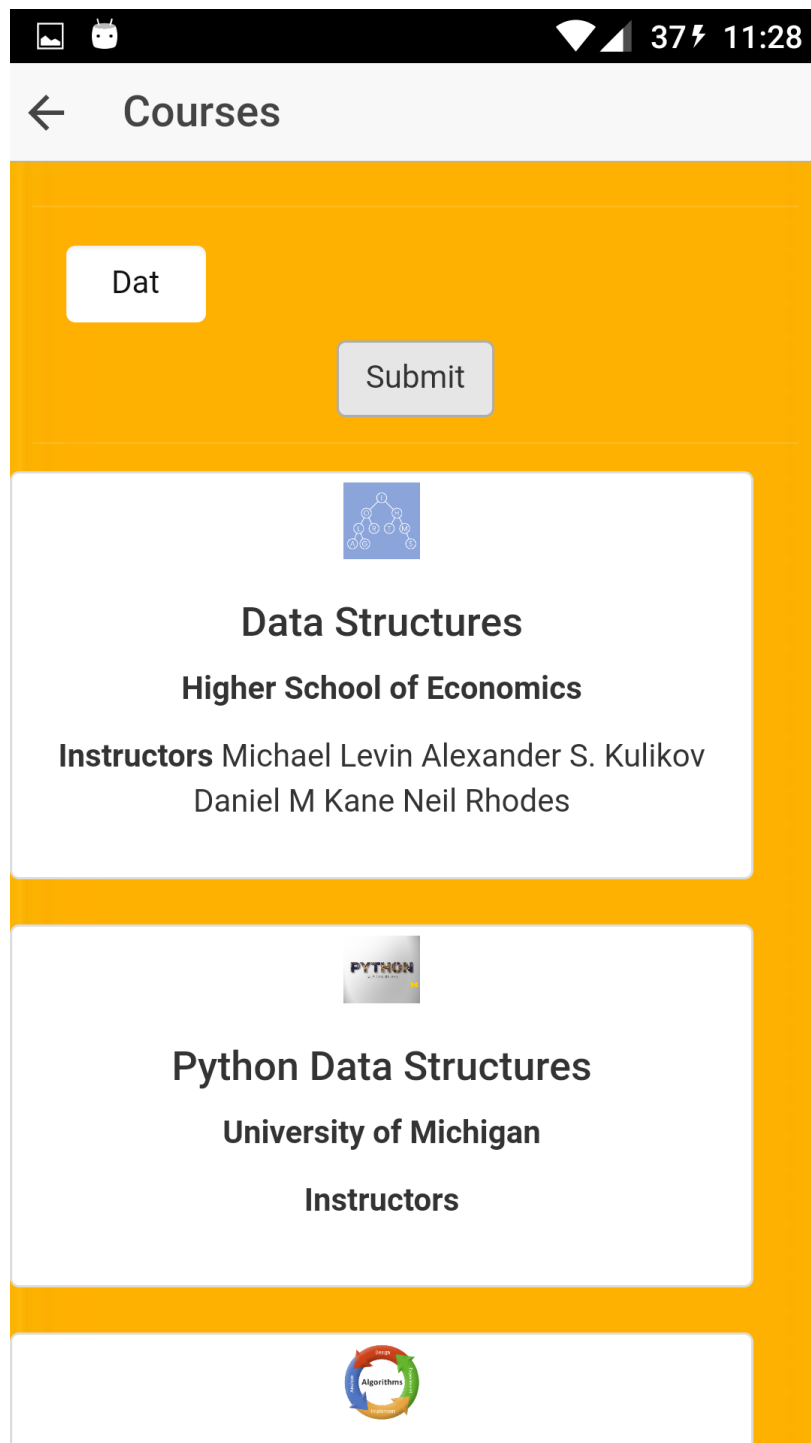 37 11:28
Courses
Dat
Submit
Data Structures
Higher School of Economics
Instructors Michael Levin Alexander S. Kulikov
Daniel M Kane Neil Rhodes
PYTHON
Python Data Structures
University of Michigan
Instructors
Design
Algorithms